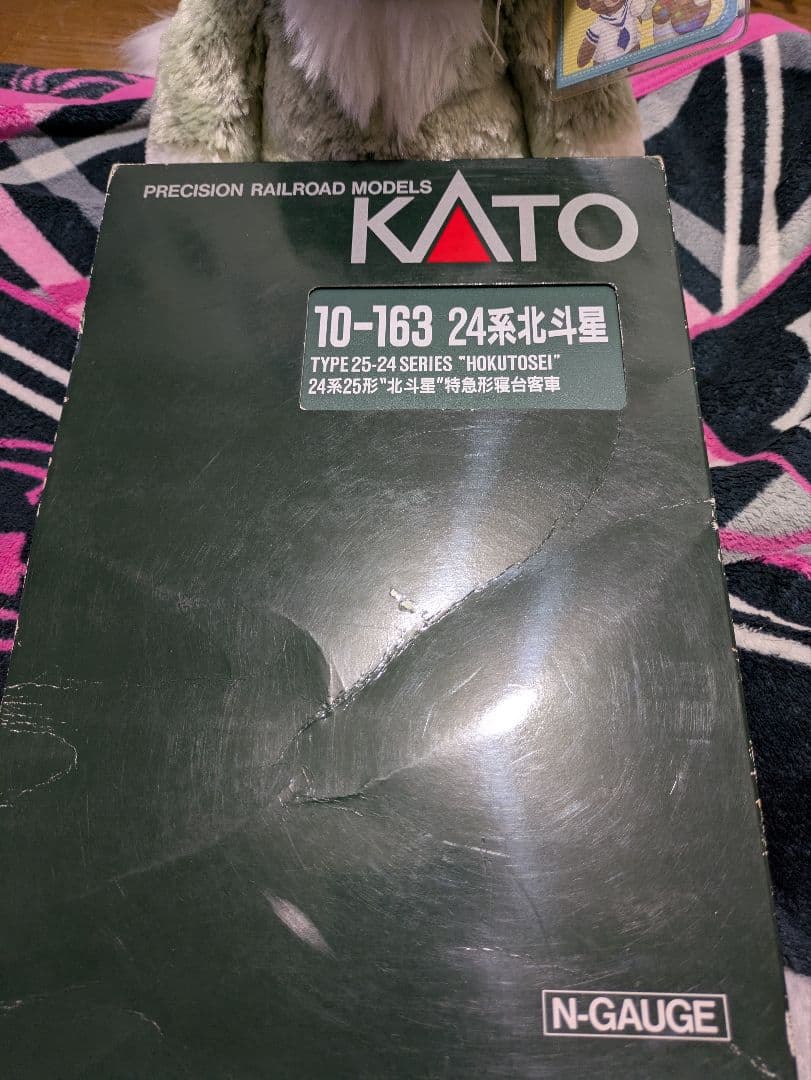 PRECISION RAILROAD MODELS
KATO
10-163 24系北斗星
TYPE 25-24 SERIES "HOKUTOSEI"
24系25形"北斗星"特急形寝台客車
N-GAUGE